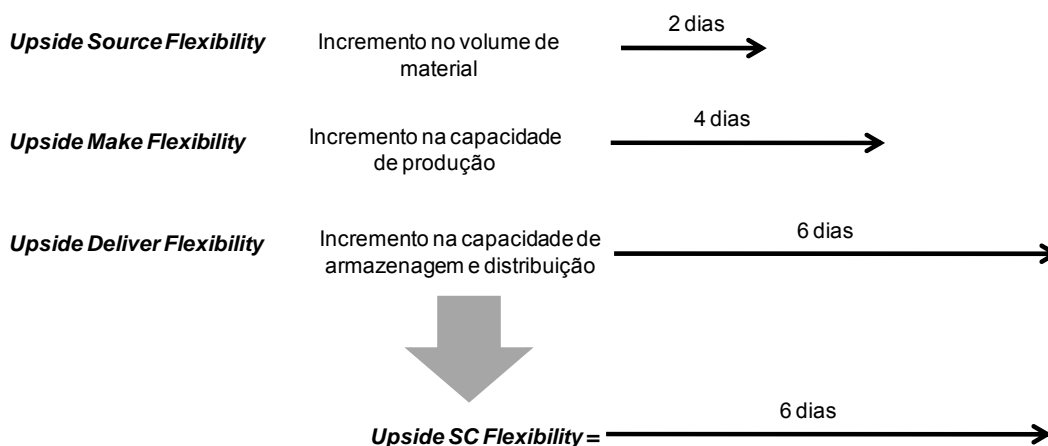 2 dias
Upside Source Flexibility Incremento no volume de
material
4 dias
Upside Make Flexibility Incremento na capacidade
de produção
6 dias
Upside Deliver Flexibility Incremento na capacidade de
armazenagem e distribuição
6 dias
Upside SC Flexibility =